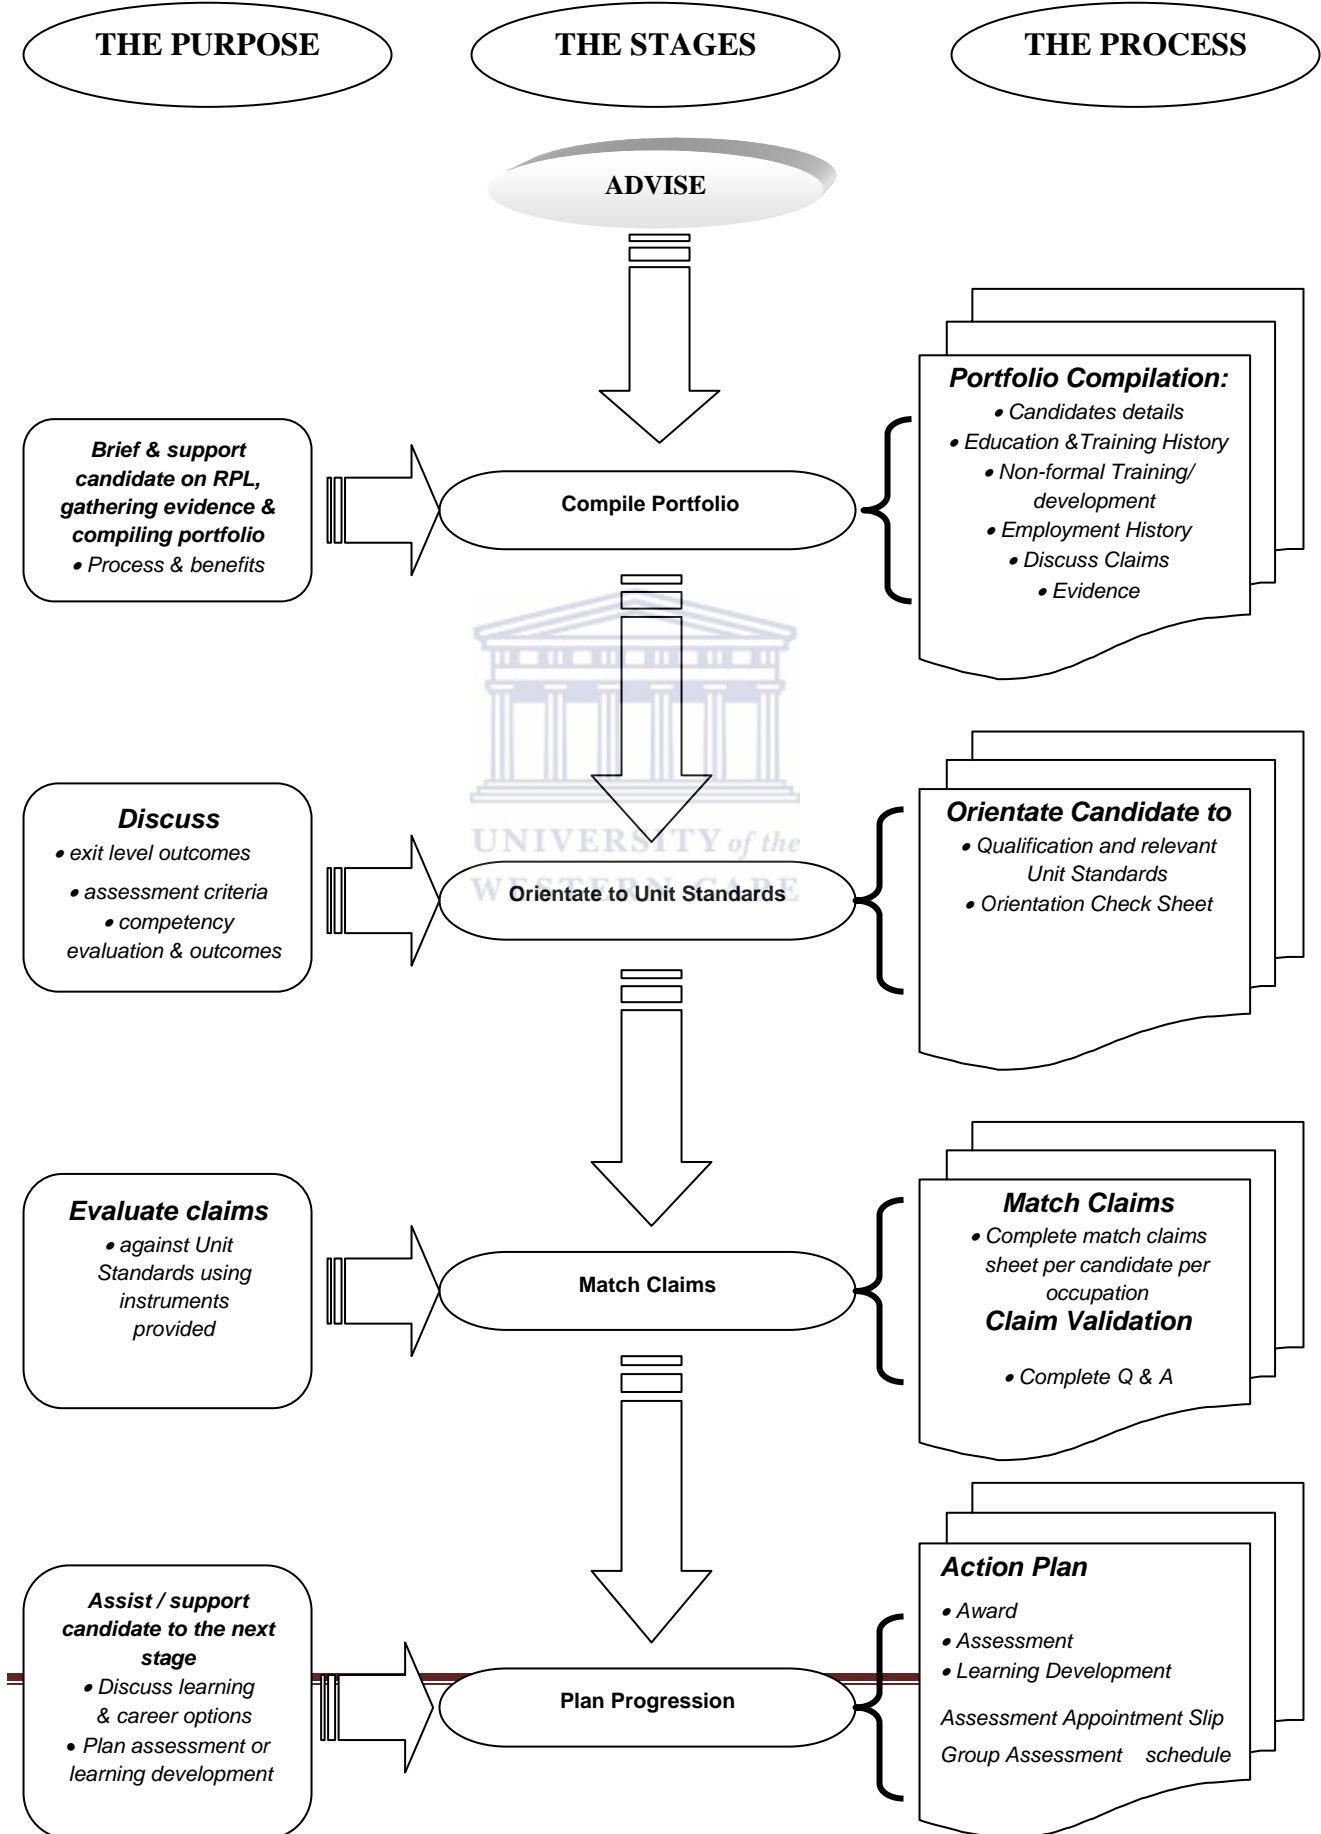 THE PURPOSE
THE STAGES
THE PROCESS
ADVISE
Brief & support
candidate on RPL,
gathering evidence &
compiling portfolio
• Process & benefits
Compile Portfolio
Portfolio Compilation:
• Candidates details
• Education &Training History
• Non-formal Training/
development
• Employment History
• Discuss Claims
• Evidence
UNIVERSITY of the
WESTERN CAPE
Discuss
• exit level outcomes
• assessment criteria
• competency
evaluation & outcomes
Orientate to Unit Standards
Orientate Candidate to
• Qualification and relevant
Unit Standards
• Orientation Check Sheet
Evaluate claims
• against Unit
Standards using
instruments
provided
Match Claims
Match Claims
• Complete match claims
sheet per candidate per
occupation
Claim Validation
• Complete Q & A
Assist / support
candidate to the next
stage
• Discuss learning
& career options
• Plan assessment or
learning development
Plan Progression
Action Plan
• Award
• Assessment
• Learning Development
Assessment Appointment Slip
Group Assessment schedule